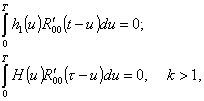 ∫₀ᵀ h₁(u)R′₀₀(t−u)du=0;
∫₀ᵀ H(u)R′₀₀(τ−u)du=0, k>1,